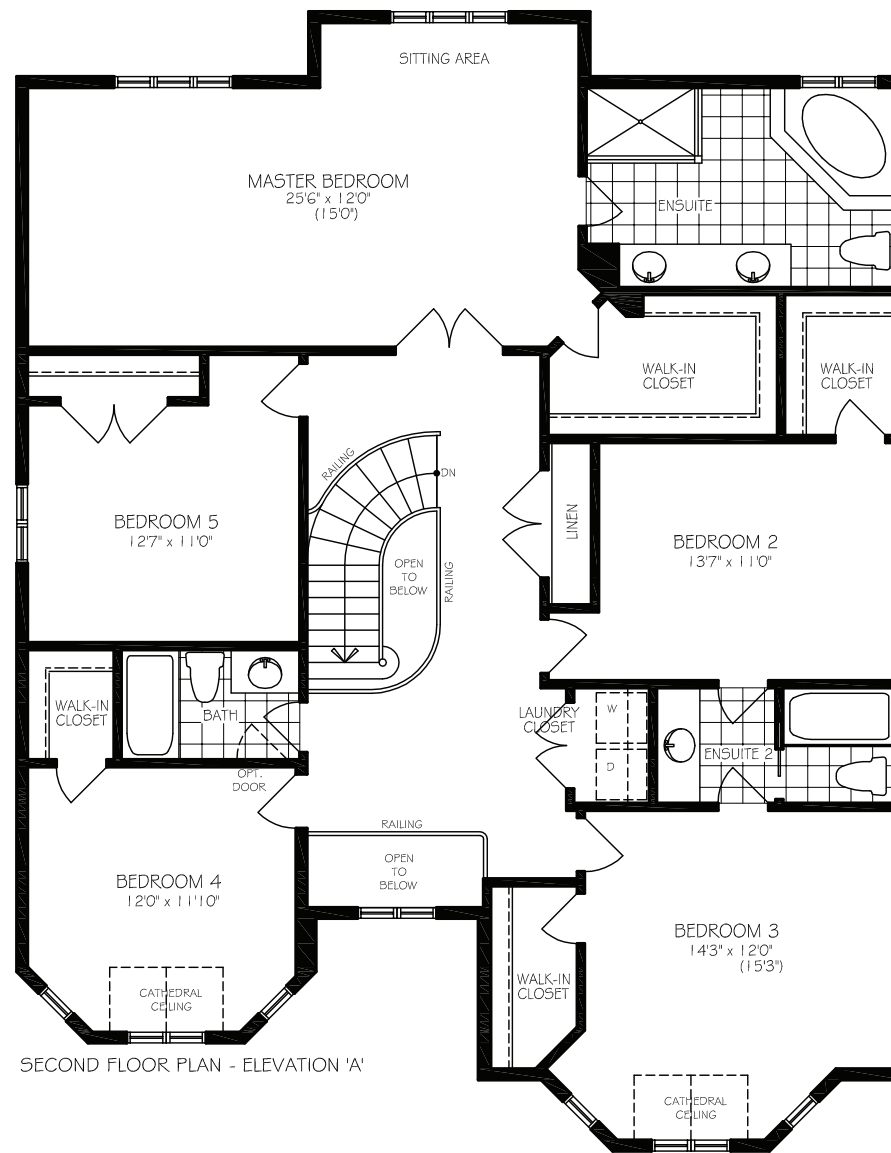 SITTING AREA
MASTER BEDROOM
25'6" x 12'0"
(15'0")
ENSUITE
WALK-IN
CLOSET
WALK-IN
CLOSET
RAILING
DN
BEDROOM 5
12'7" x 11'0"
LINEN
BEDROOM 2
13'7" x 11'0"
OPEN
TO
BELOW
RAILING
WALK-IN
CLOSET
BATH
LAUNDRY
CLOSET
W
D
ENSUITE 2
OPT.
DOOR
RAILING
OPEN
TO
BELOW
BEDROOM 4
12'0" x 11'10"
BEDROOM 3
14'3" x 12'0"
(15'3")
WALK-IN
CLOSET
CATHEDRAL
CEILING
SECOND FLOOR PLAN - ELEVATION 'A'
CATHEDRAL
CEILING